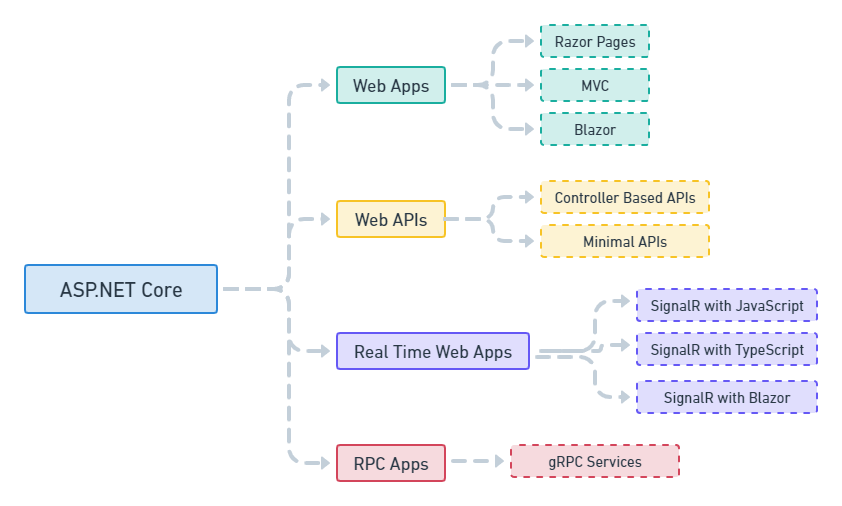 Razor Pages
Web Apps
MVC
Blazor
Controller Based APIs
Web APIs
Minimal APIs
ASP.NET Core
SignalR with JavaScript
Real Time Web Apps
SignalR with TypeScript
SignalR with Blazor
RPC Apps
gRPC Services